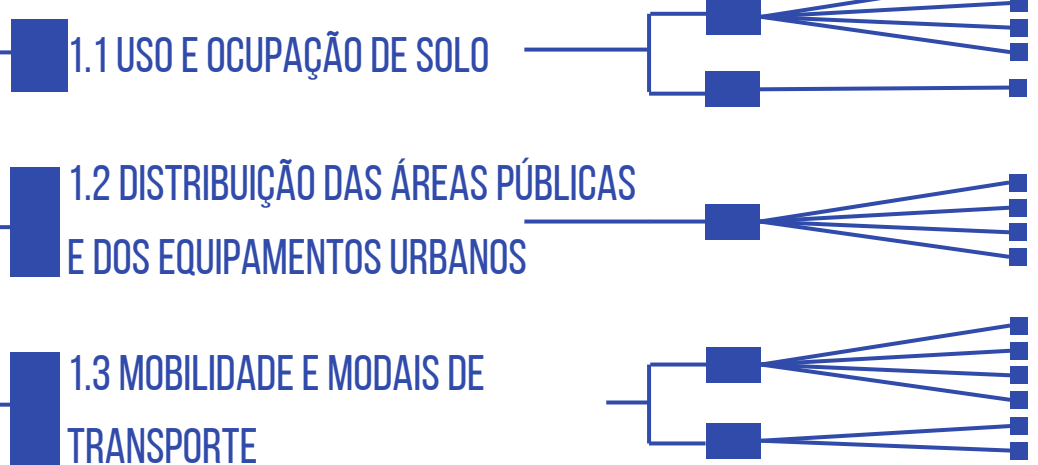 1.1 USO E OCUPAÇÃO DE SOLO
1.2 DISTRIBUIÇÃO DAS ÁREAS PÚBLICAS
E DOS EQUIPAMENTOS URBANOS
1.3 MOBILIDADE E MODAIS DE
TRANSPORTE